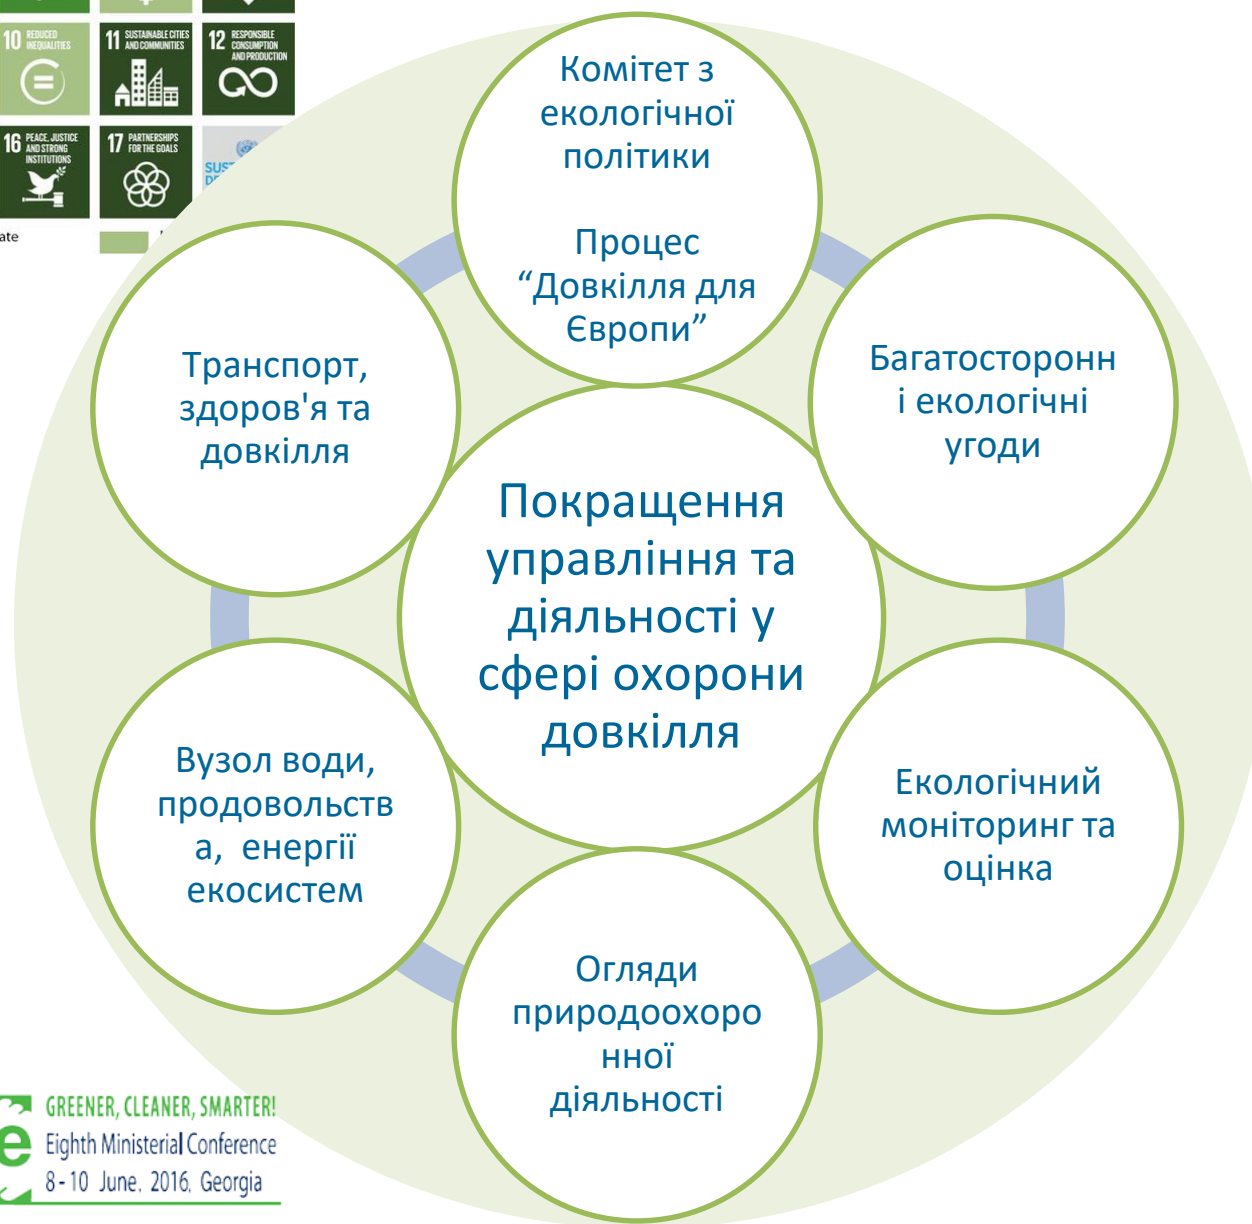 10 REDUCED
INEQUALITIES
11 SUSTAINABLE CITIES
AND COMMUNITIES
12 RESPONSIBLE
CONSUMPTION
AND PRODUCTION
16 PEACE, JUSTICE
AND STRONG
INSTITUTIONS
17 PARTNERSHIPS
FOR THE GOALS
Комітет з
екологічної
політики
Процес
“Довкілля для
Європи”
Транспорт,
здоров'я та
довкілля
Багатосторонн
і екологічні
угоди
Покращення
управління та
діяльності у
сфері охорони
довкілля
Вузол води,
продовольств
а, енергії
екосистем
Екологічний
моніторинг та
оцінка
Огляди
природоохоро
нної
діяльності
GREENER, CLEANER, SMARTER!
e Eighth Ministerial Conference
8-10 June, 2016, Georgia